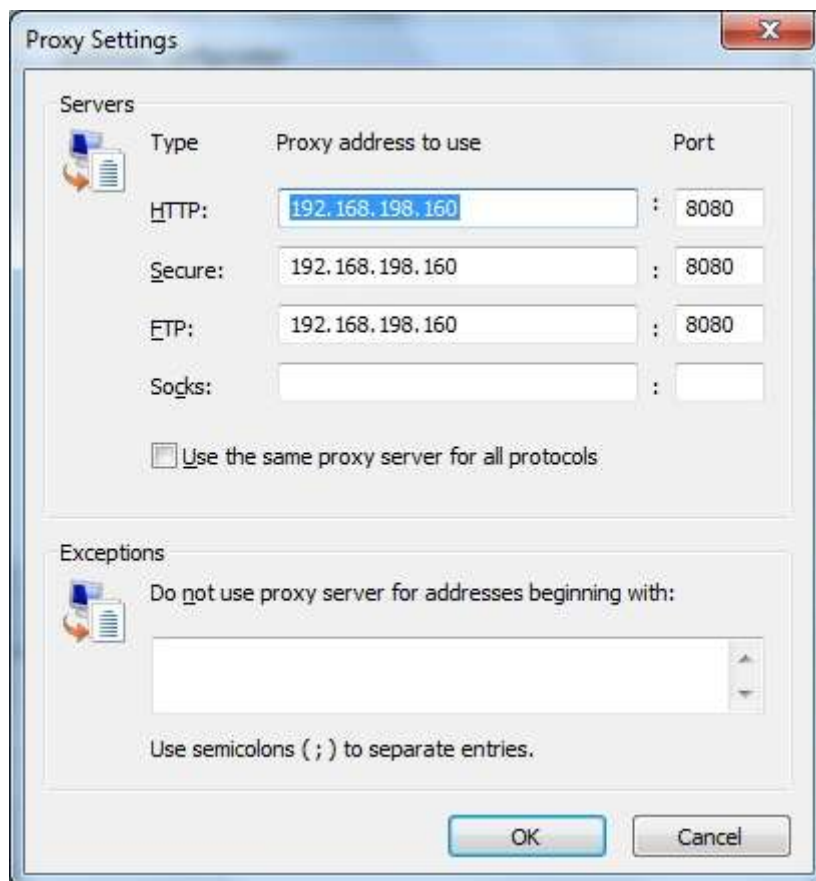 Proxy Settings
Servers
Type Proxy address to use Port
HTTP: 192.168.198.160 : 8080
Secure: 192.168.198.160 : 8080
FTP: 192.168.198.160 : 8080
Socks: :
Use the same proxy server for all protocols
Exceptions
Do not use proxy server for addresses beginning with:
Use semicolons ( ; ) to separate entries.
OK Cancel